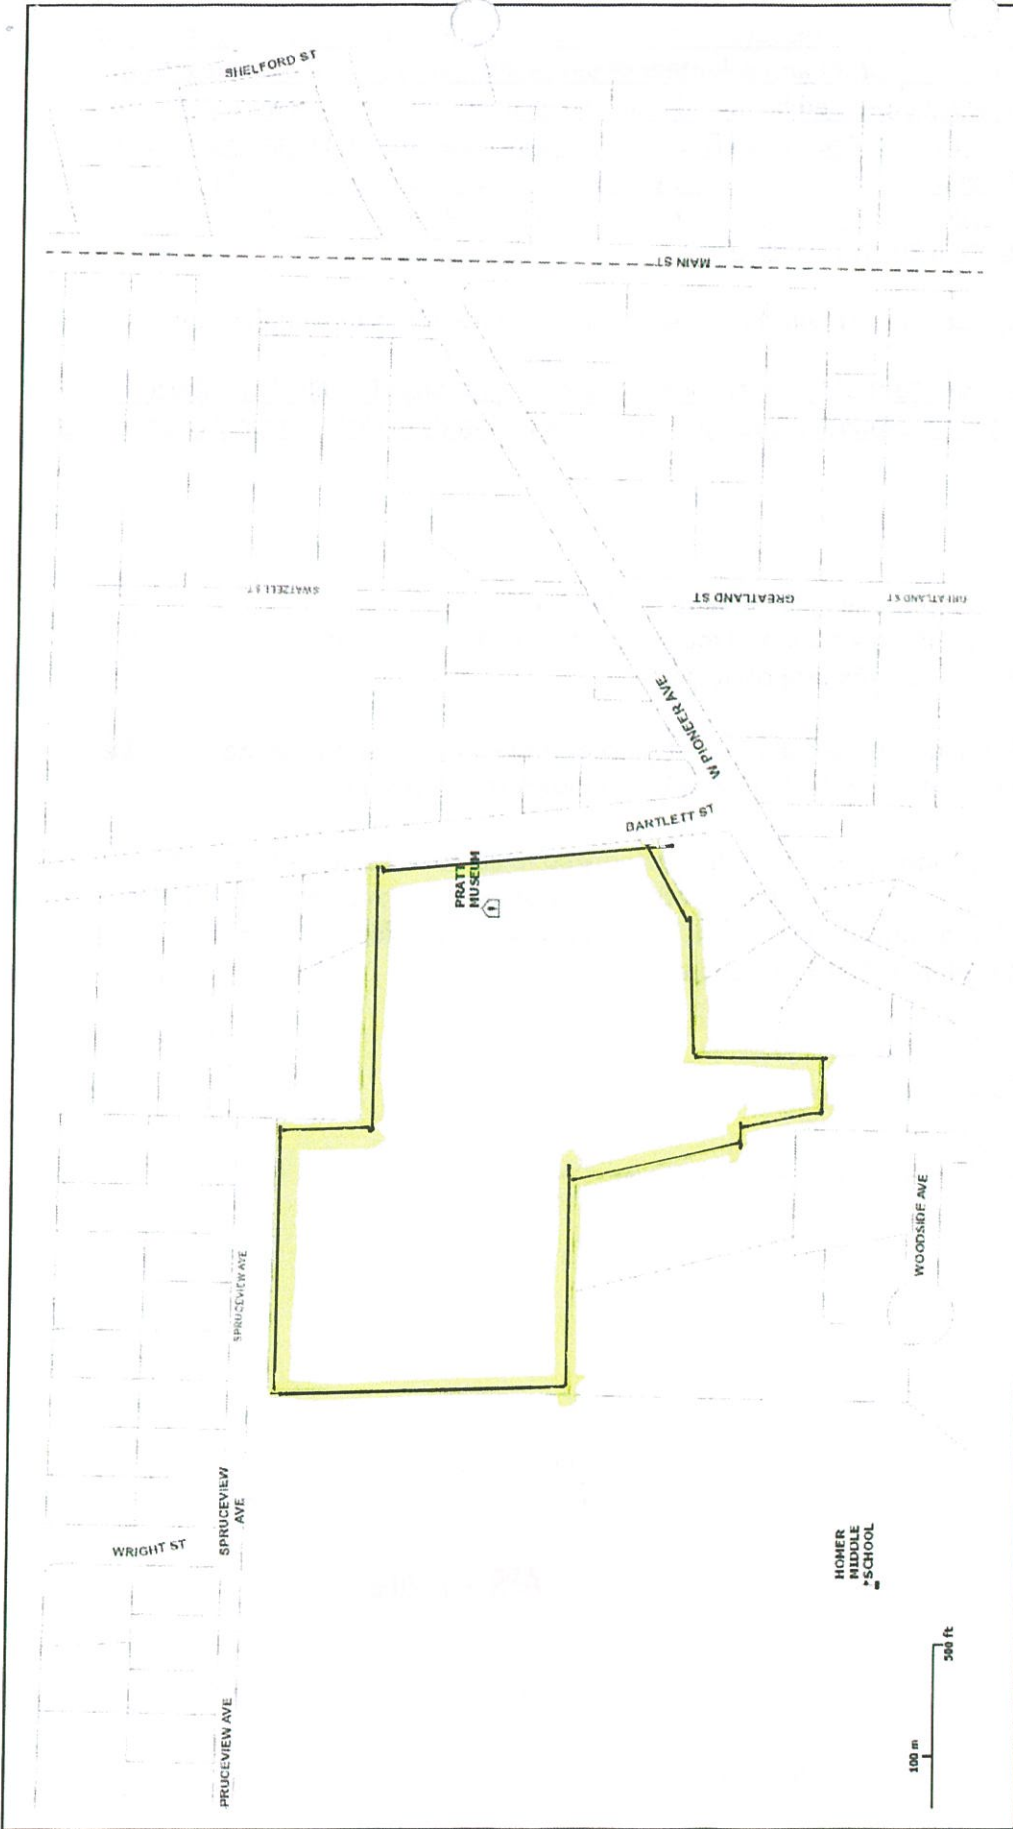 SHELFORD ST
MAIN ST
SWATZELL ST
GREATLAND ST
GREATLAND ST
W PIONEER AVE
BARTLETT ST
PRATT
MUSEUM
SPRUCEVIEW AVE
WOODSIDE AVE
SPRUCEVIEW
AVE
WRIGHT ST
HOMER
MIDDLE
SCHOOL
PRUCEVIEW AVE
100 m
500 ft